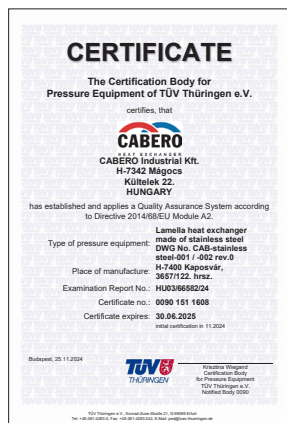 CERTIFICATE
The Certification Body for
Pressure Equipment of TÜV Thüringen e.V.
certifies, that
CABERO
HEAT EXCHANGER
CABERO Industrial Kft.
H-7342 Mágocs
Kültelek 22.
HUNGARY
has established and applies a Quality Assurance System according
to Directive 2014/68/EU Module A2.
Type of pressure equipment: Lamella heat exchanger
made of stainless steel
DWG No. CAB-stainless
steel-001 / -002 rev.0
Place of manufacture: H-7400 Kaposvár,
3657/122. hrsz.
Examination Report No.: HU03/66582/24
Certificate no.: 0090 151 1608
Certificate expires: 30.06.2025
initial certification in 11.2024
Budapest, 25.11.2024
TÜV
THÜRINGEN
Krisztina Wiegand
Certification Body
for Pressure Equipment
TÜV Thüringen e.V.
Notified Body 0090